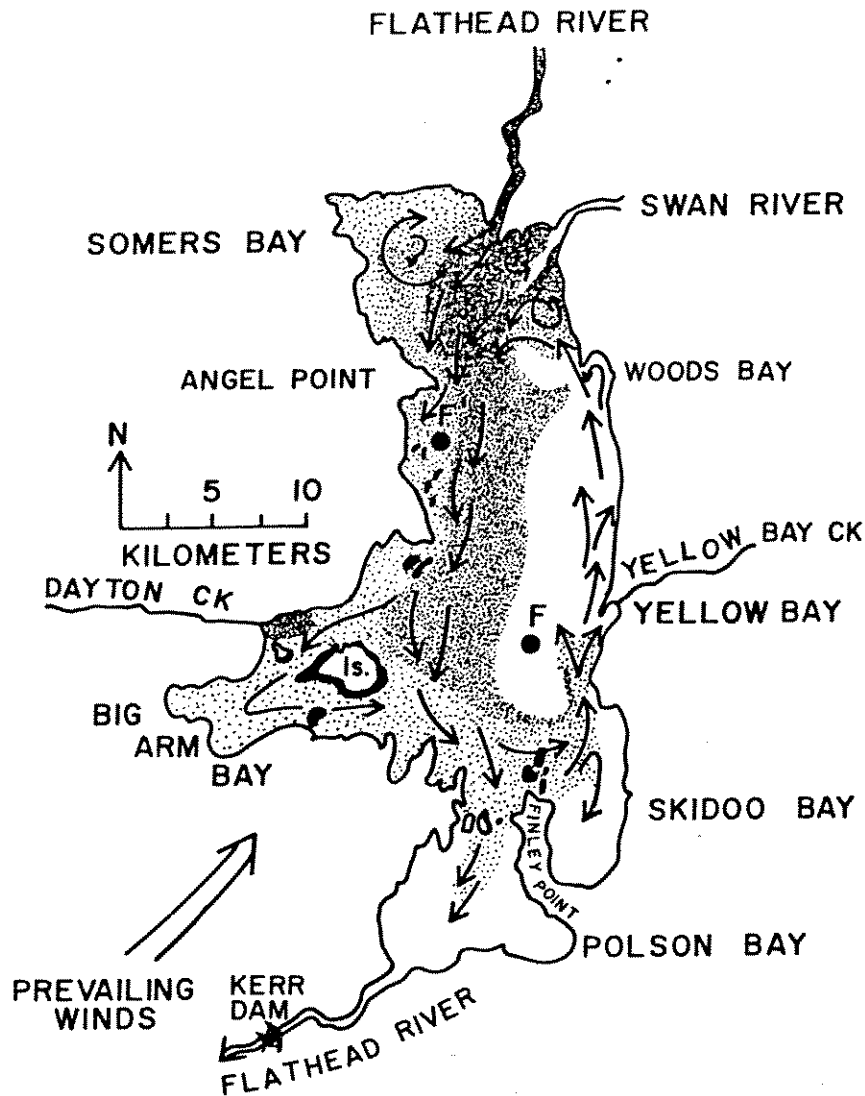 FLATHEAD RIVER
SWAN RIVER
SOMERS BAY
WOODS BAY
ANGEL POINT
F
N
5 10
KILOMETERS
YELLOW BAY CK
DAYTON CK
YELLOW BAY
F
Is.
BIG
ARM
BAY
SKIDOO BAY
FINLEY POINT
POLSON BAY
PREVAILING
WINDS
KERR
DAM
FLATHEAD RIVER